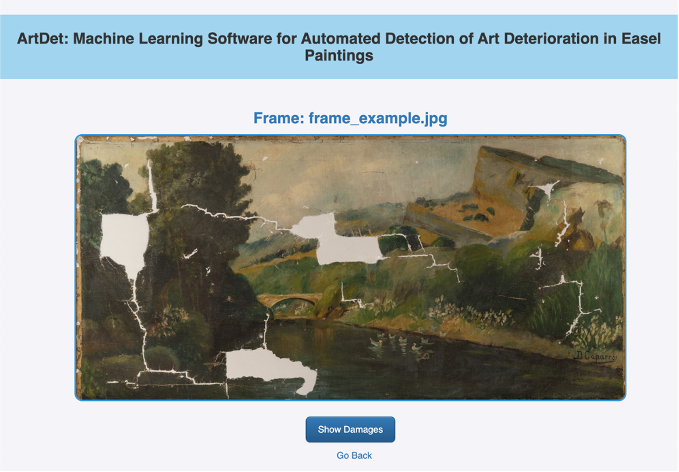 ArtDet: Machine Learning Software for Automated Detection of Art Deterioration in Easel
Paintings
Frame: frame_example.jpg
Show Damages
Go Back